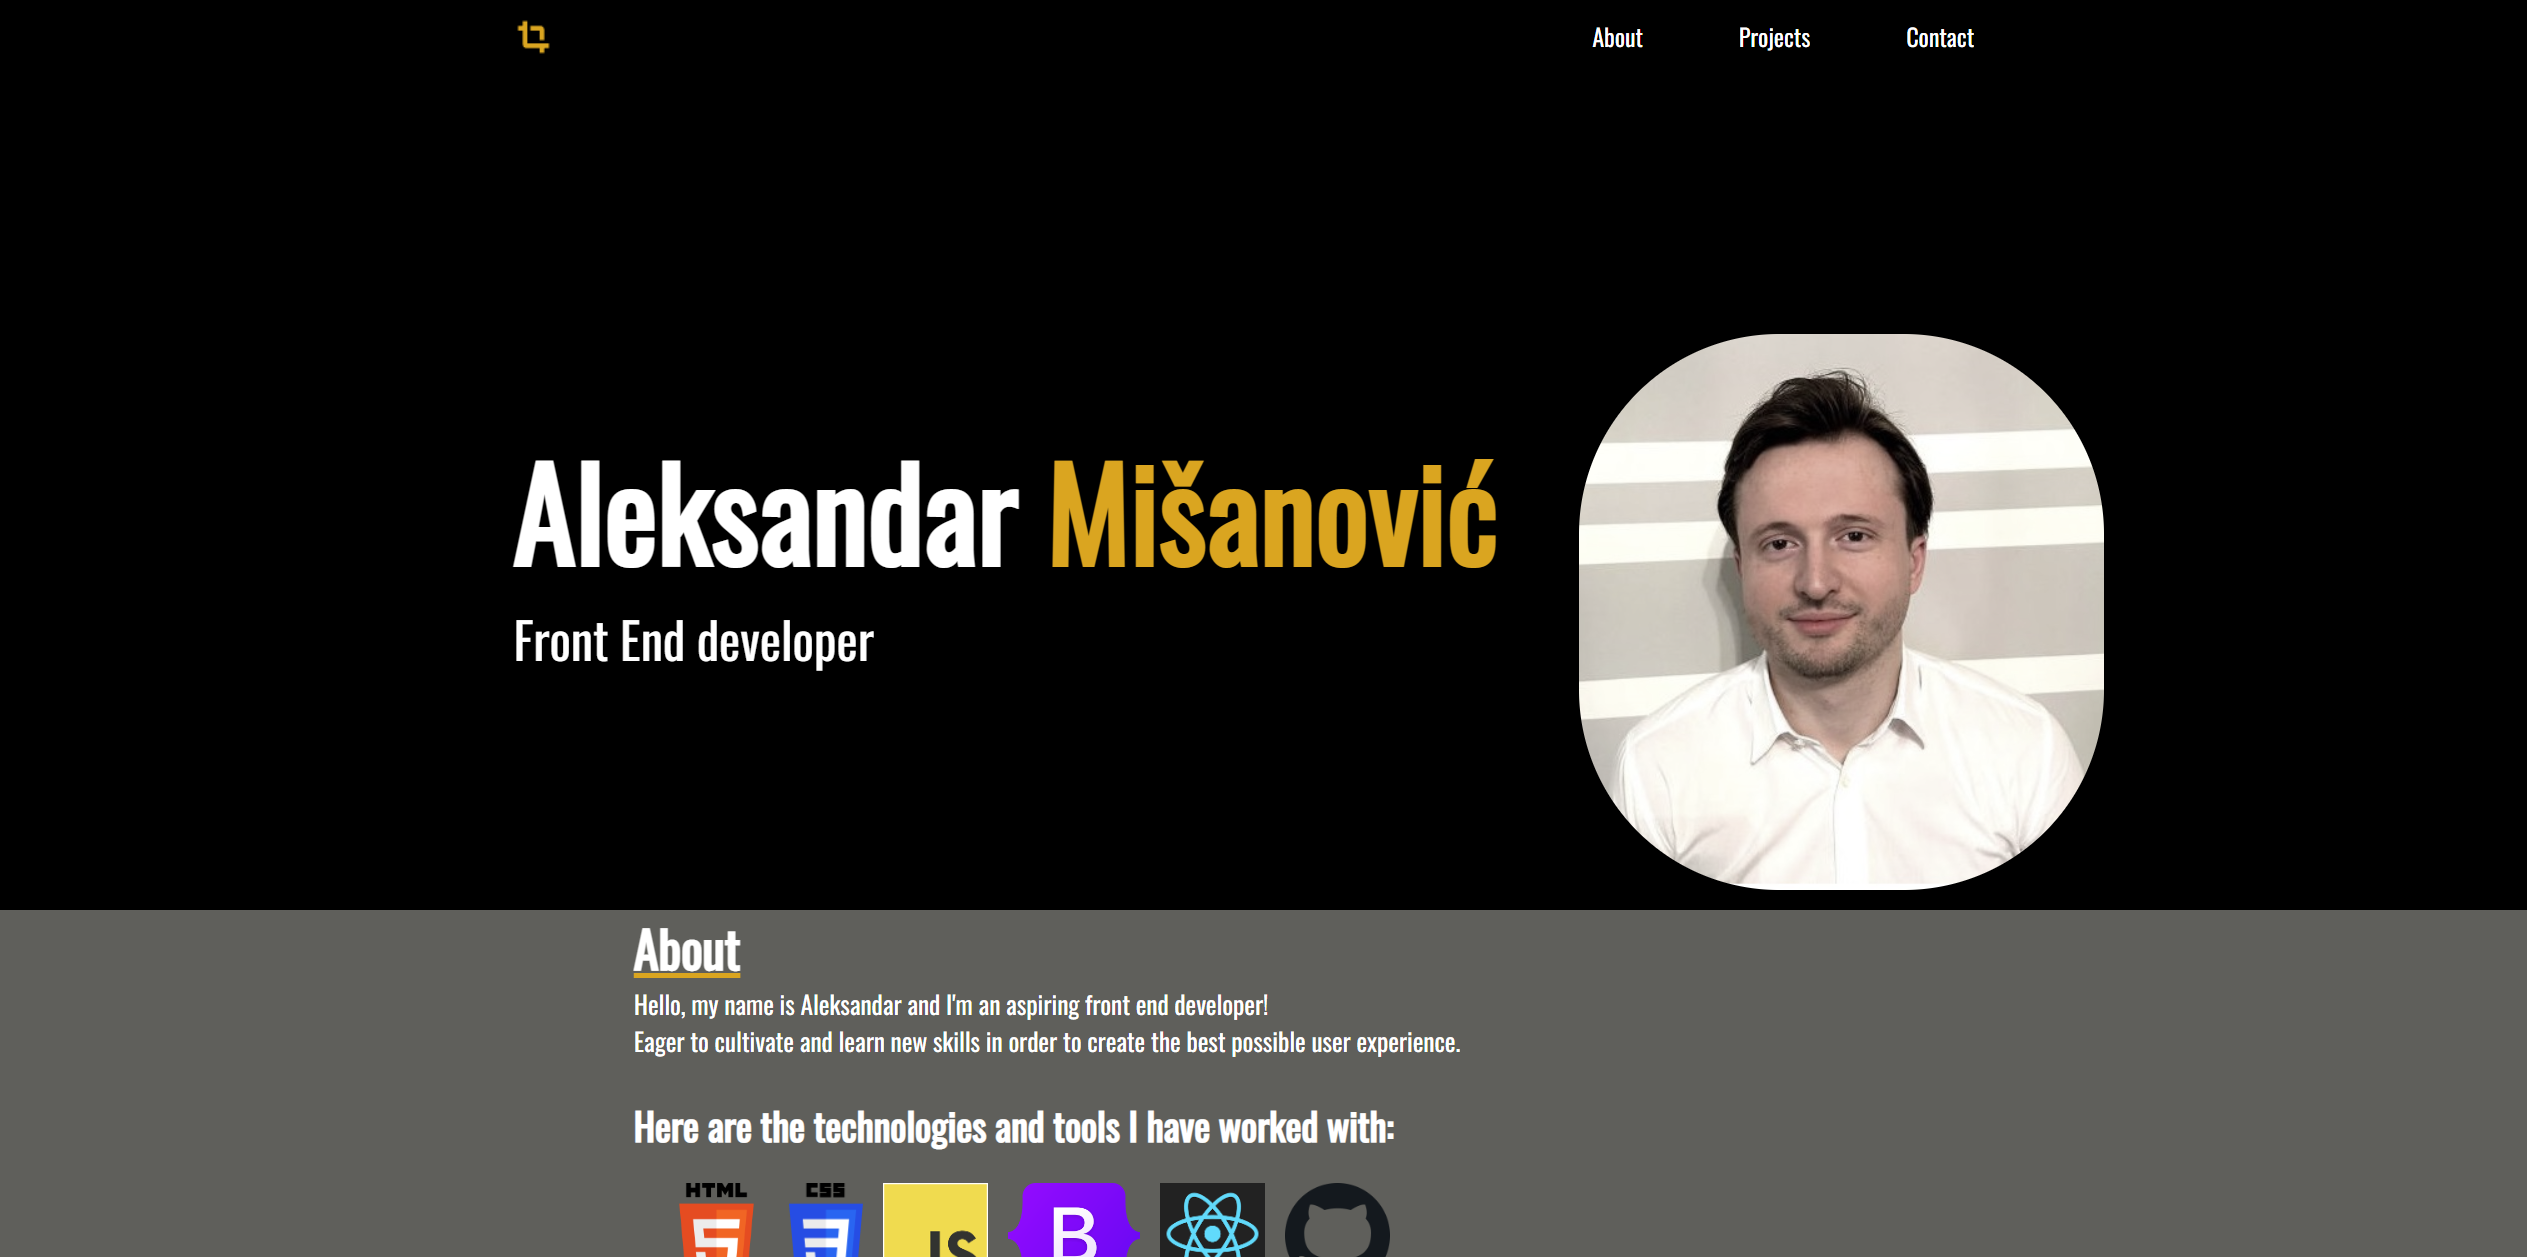 About Projects Contact
Aleksandar Mišanović
Front End developer
About
Hello, my name is Aleksandar and I'm an aspiring front end developer!
Eager to cultivate and learn new skills in order to create the best possible user experience.
Here are the technologies and tools I have worked with:
HTML CSS
5 3 JS B